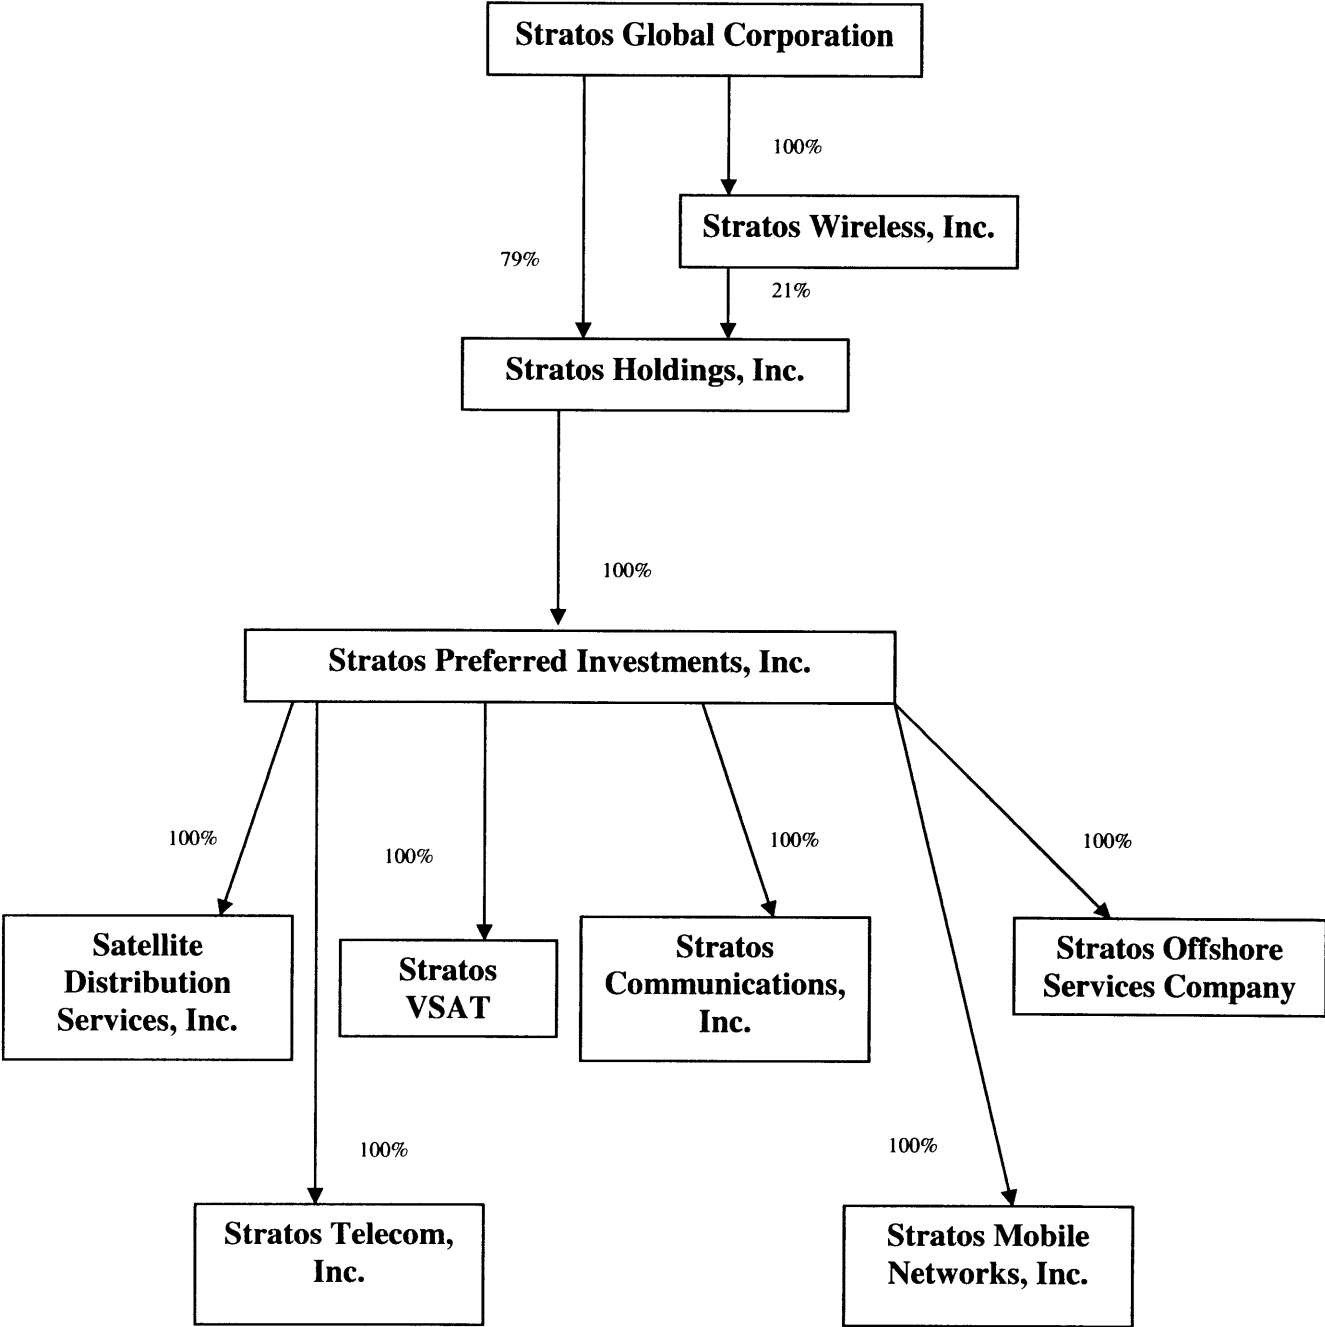 Stratos Global Corporation
100%
Stratos Wireless, Inc.
79%
21%
Stratos Holdings, Inc.
100%
Stratos Preferred Investments, Inc.
100%
100%
100%
100%
Satellite
Distribution
Services, Inc.
Stratos
VSAT
Stratos
Communications,
Inc.
Stratos Offshore
Services Company
100%
100%
Stratos Telecom,
Inc.
Stratos Mobile
Networks, Inc.